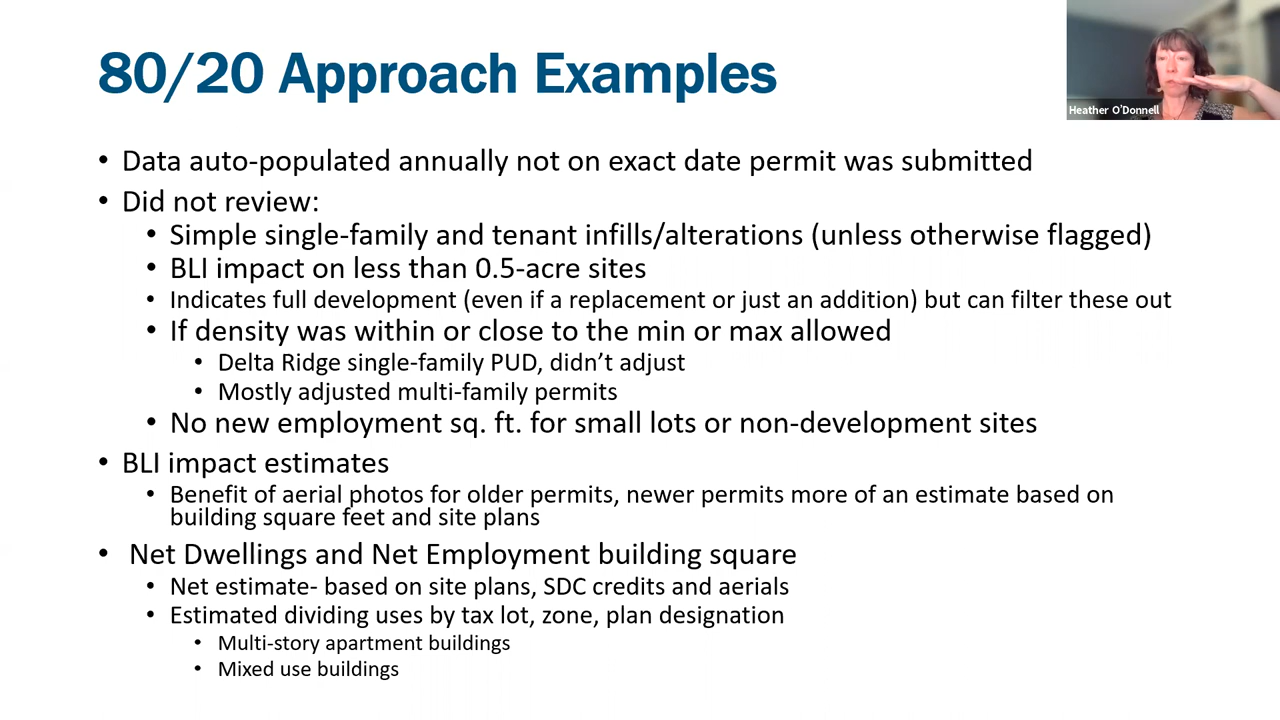 80/20 Approach Examples
Heather O'Donnell
• Data auto-populated annually not on exact date permit was submitted
• Did not review:
• Simple single-family and tenant infills/alterations (unless otherwise flagged)
• BLI impact on less than 0.5-acre sites
• Indicates full development (even if a replacement or just an addition) but can filter these out
• If density was within or close to the min or max allowed
• Delta Ridge single-family PUD, didn’t adjust
• Mostly adjusted multi-family permits
• No new employment sq. ft. for small lots or non-development sites
• BLI impact estimates
• Benefit of aerial photos for older permits, newer permits more of an estimate based on
building square feet and site plans
• Net Dwellings and Net Employment building square
• Net estimate- based on site plans, SDC credits and aerials
• Estimated dividing uses by tax lot, zone, plan designation
• Multi-story apartment buildings
• Mixed use buildings